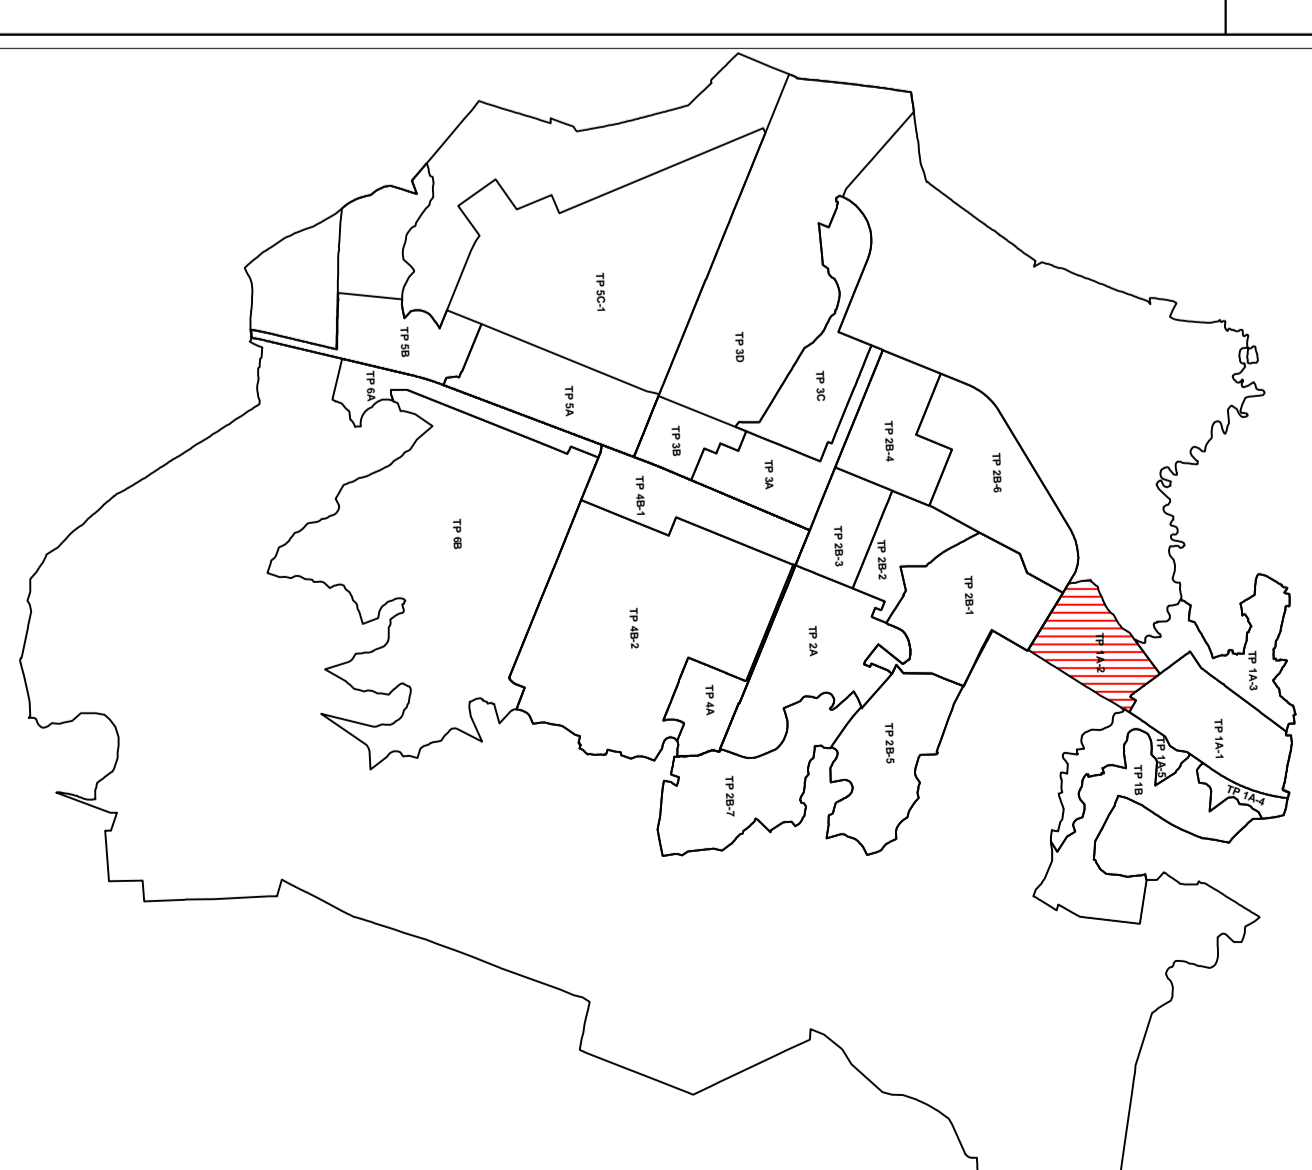 TP 5C-1
TP 3D
TP 5B
TP 6A
TP 5A
TP 3C
TP 3B
TP 3A
TP 2B-4
TP 2B-6
TP 4B-1
TP 6B
TP 2B-3
TP 2B-2
TP 2B-1
TP 4B-2
TP 2A
TP 1A-2
TP 1A-3
TP 4A
TP 2B-5
TP 1A-1
TP 1A-5
TP 1B
TP 2B-7
TP 1A-4